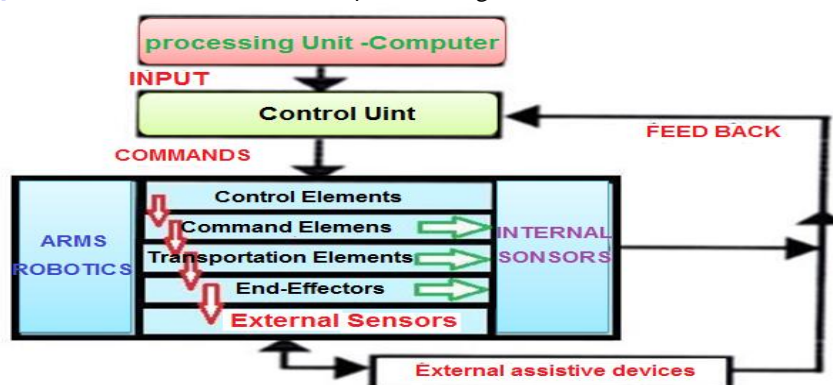 processing Unit -Computer
INPUT
Control Uint
FEED BACK
COMMANDS
Control Elements
Command Elemens
Transportation Elements
End-Effectors
External Sensors
ARMS
ROBOTICS
INTERNAL
SONSORS
External assistive devices